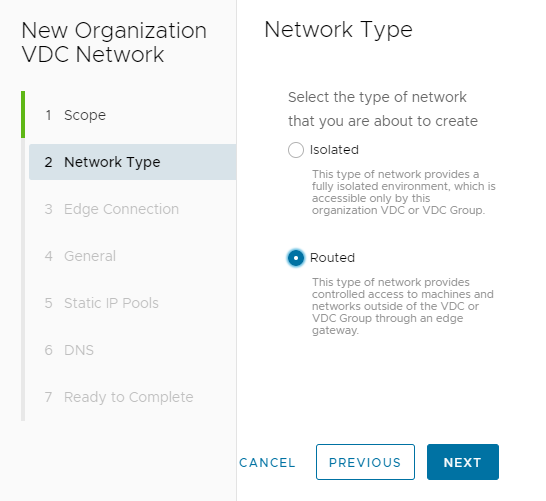 New Organization
VDC Network
1 Scope
2 Network Type
3 Edge Connection
4 General
5 Static IP Pools
6 DNS
7 Ready to Complete
Network Type
Select the type of network
that you are about to create
Isolated
This type of network provides a
fully isolated environment, which is
accessible only by this
organization VDC or VDC Group.
Routed
This type of network provides
controlled access to machines and
networks outside of the VDC or
VDC Group through an edge
gateway.
CANCEL PREVIOUS NEXT